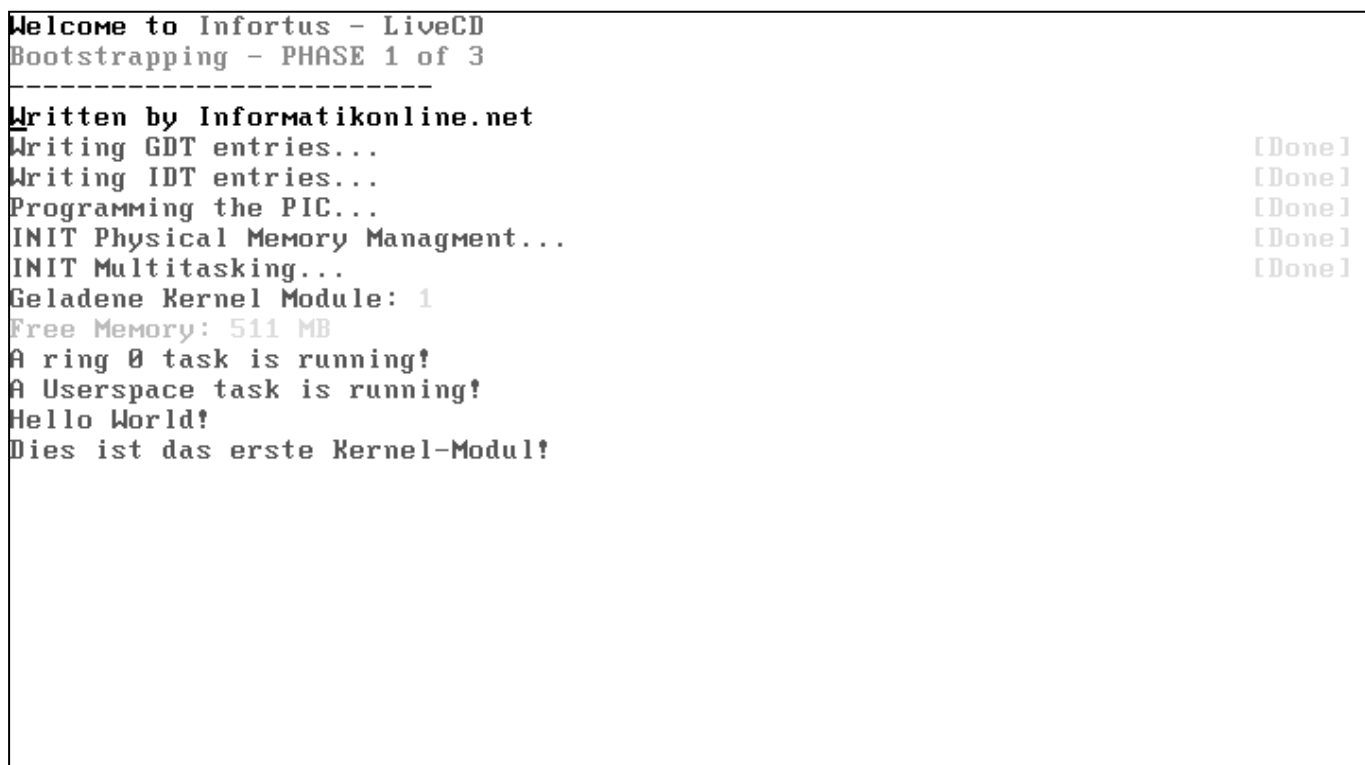 Welcome to Infortus - LiveCD
Bootstrapping - PHASE 1 of 3
-------------------------
Written by Informatikonline.net
Writing GDT entries... [Done]
Writing IDT entries... [Done]
Programming the PIC... [Done]
INIT Physical Memory Managment... [Done]
INIT Multitasking... [Done]
Geladene Kernel Module: 1
Free Memory: 511 MB
A ring 0 task is running!
A Userspace task is running!
Hello World!
Dies ist das erste Kernel-Modul!